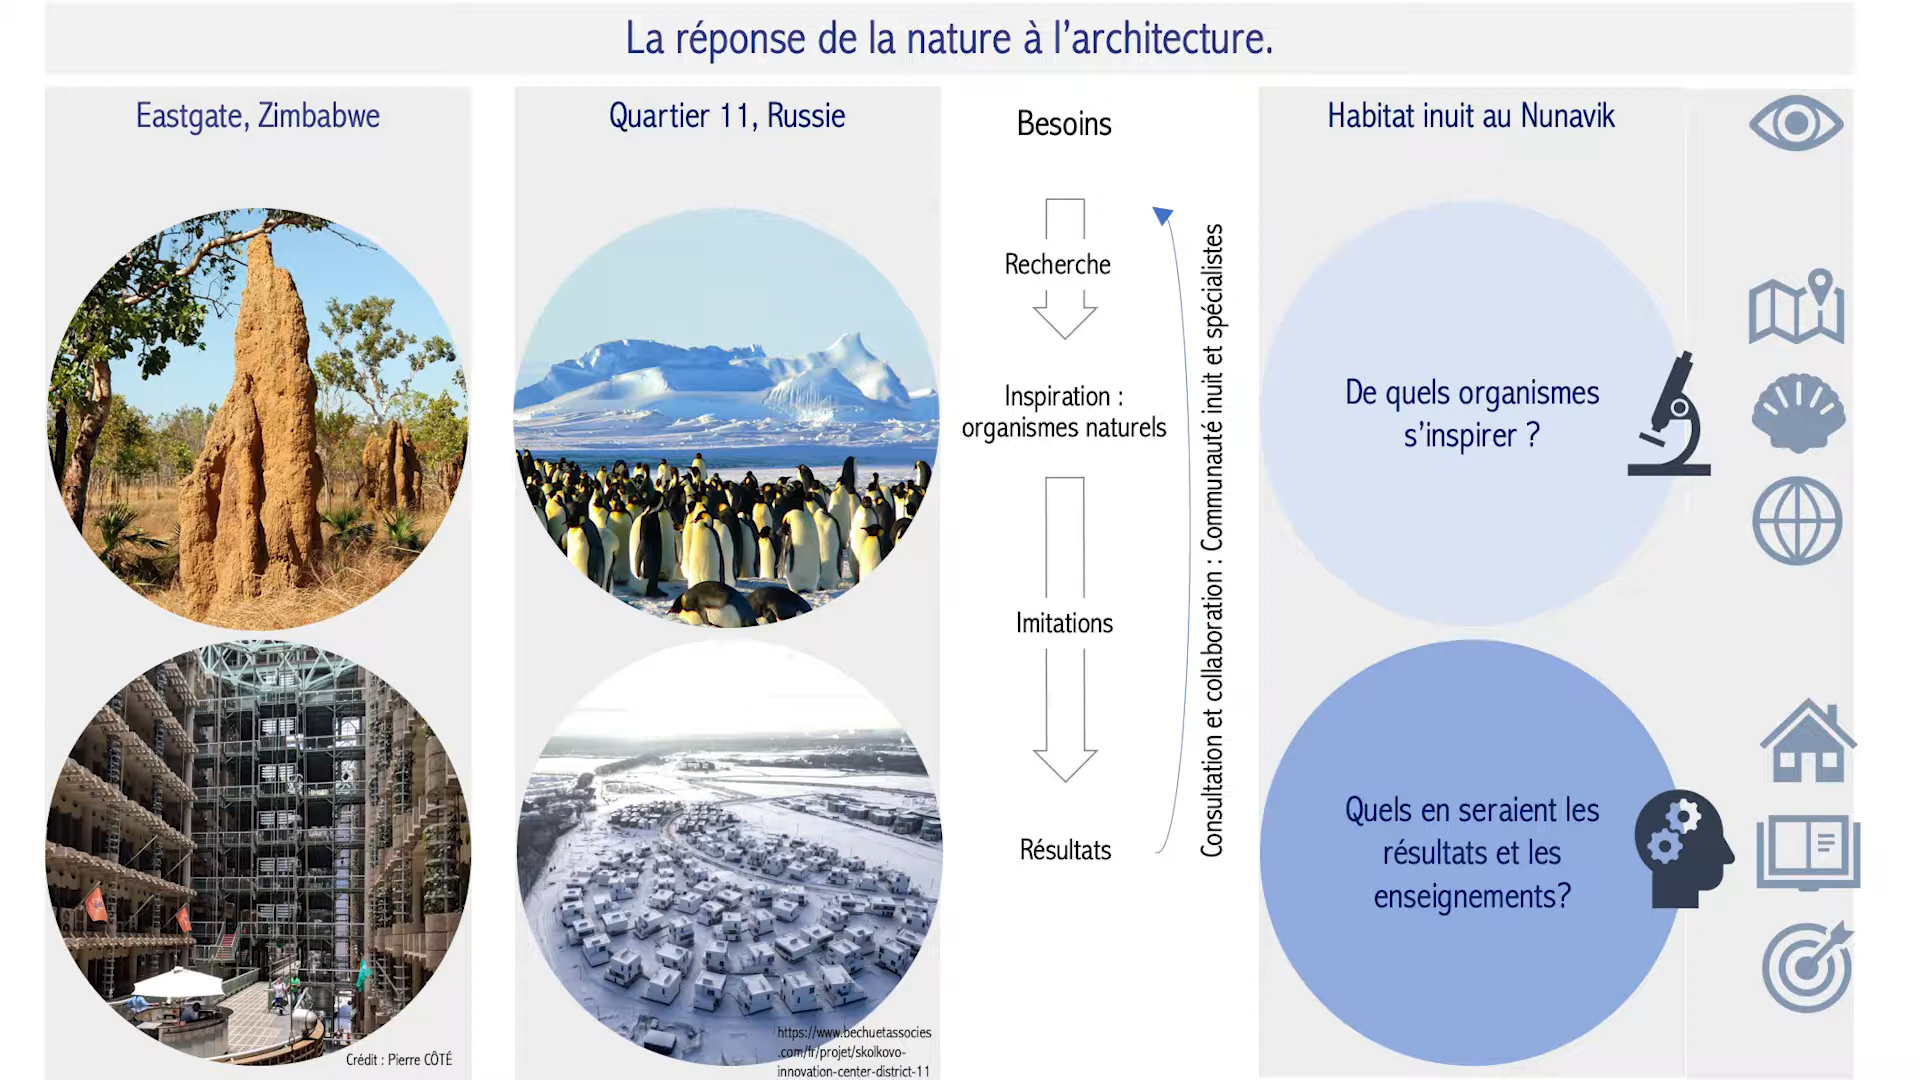 La réponse de la nature à l'architecture.
Eastgate, Zimbabwe
Crédit : Pierre CÔTÉ
Quartier 11, Russie
https://www.bechuetassocies
.com/fr/projet/skolkovo-
innovation-center-district-11
Besoins
Recherche
Inspiration :
organismes naturels
Imitations
Résultats
Consultation et collaboration : Communauté inuit et spécialistes
Habitat inuit au Nunavik
De quels organismes
s'inspirer ?
Quels en seraient les
résultats et les
enseignements?